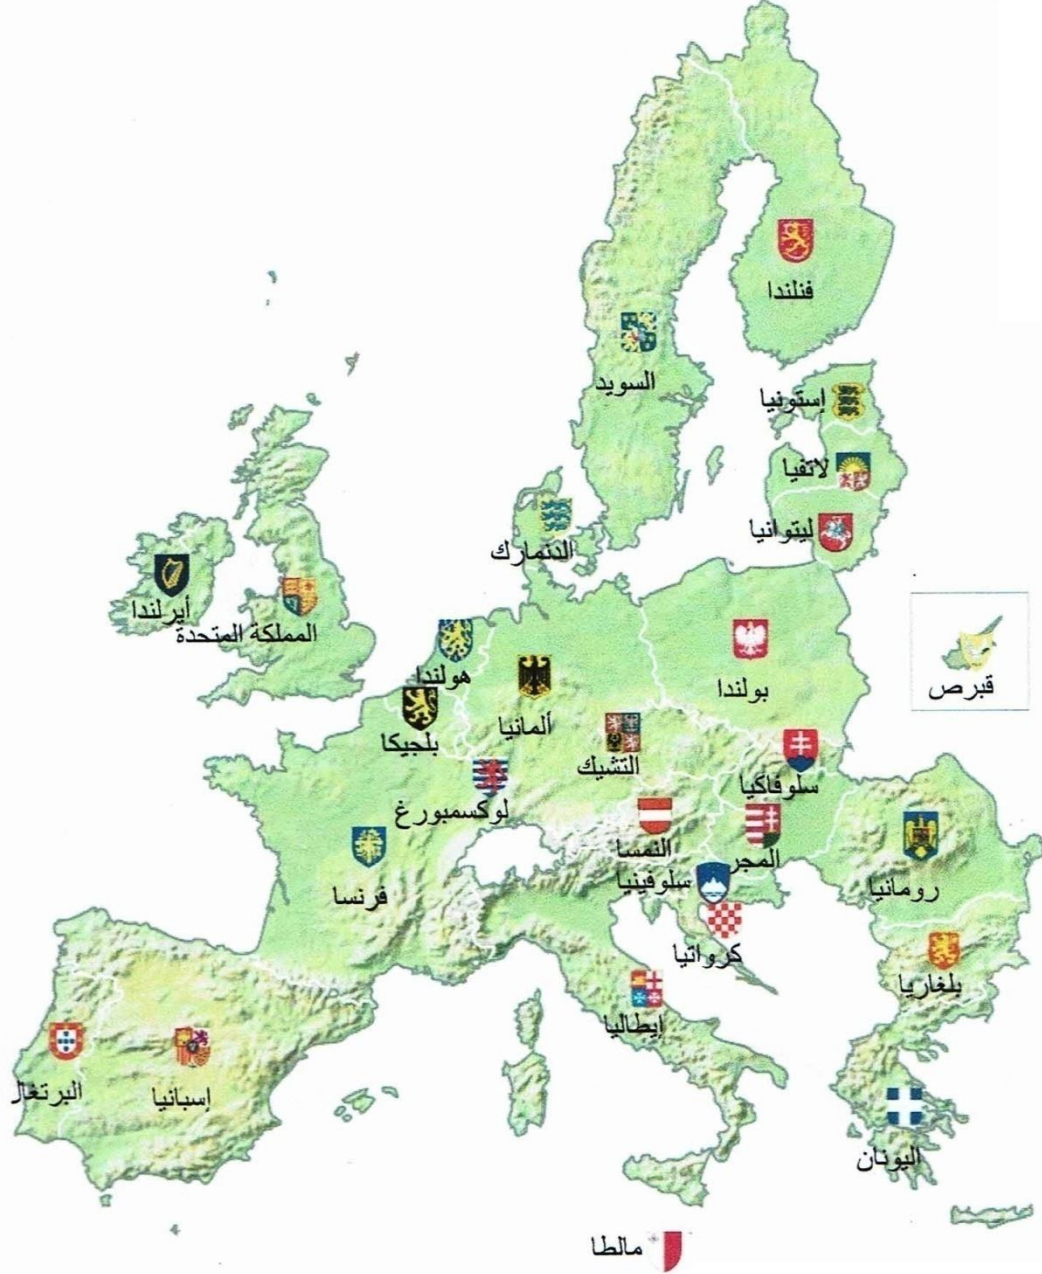 فنلندا
السويد
إستونيا
لاتفيا
ليتوانيا
الدنمارك
أيرلندا
المملكة المتحدة
هولندا
بولندا
قبرص
ألمانيا
بلجيكا
التشيك
سلوفاكيا
لوكسمبورغ
النمسا
المجر
سلوفينيا
رومانيا
فرنسا
كرواتيا
بلغاريا
إيطاليا
البرتغال
إسبانيا
اليونان
مالطا